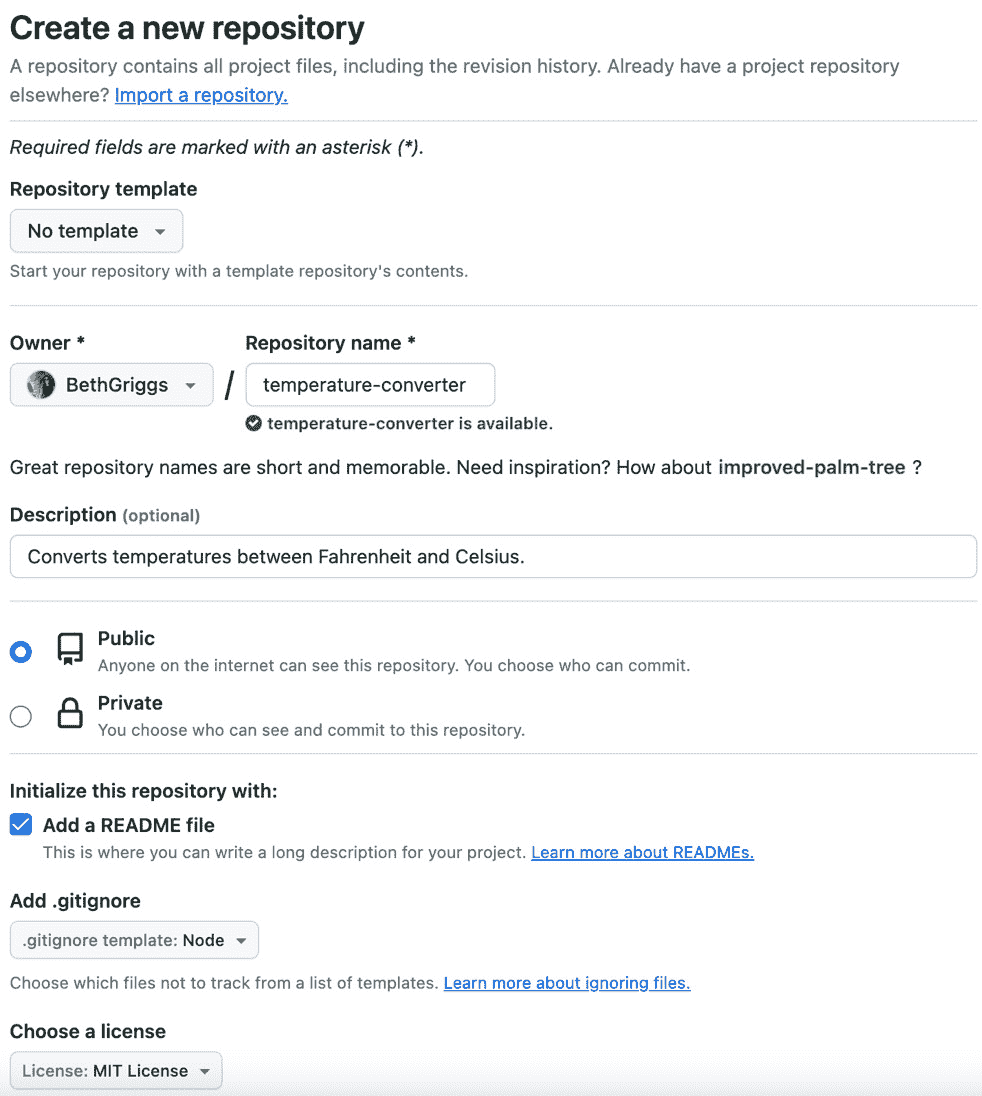 Create a new repository
A repository contains all project files, including the revision history. Already have a project repository
elsewhere? Import a repository.
Required fields are marked with an asterisk (*).
Repository template
No template
Start your repository with a template repository's contents.
Owner *
Repository name *
BethGriggs / temperature-converter
temperature-converter is available.
Great repository names are short and memorable. Need inspiration? How about improved-palm-tree ?
Description (optional)
Converts temperatures between Fahrenheit and Celsius.
Public
Anyone on the internet can see this repository. You choose who can commit.
Private
You choose who can see and commit to this repository.
Initialize this repository with:
Add a README file
This is where you can write a long description for your project. Learn more about READMEs.
Add .gitignore
.gitignore template: Node
Choose which files not to track from a list of templates. Learn more about ignoring files.
Choose a license
License: MIT License